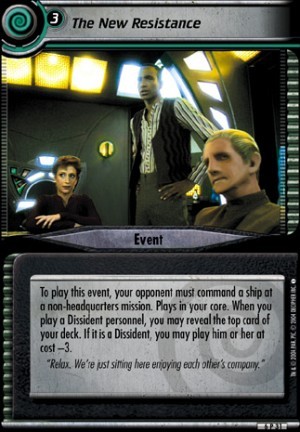 3
The New Resistance
Event
To play this event, your opponent must command a ship at
a non-headquarters mission. Plays in your core. When you
play a Dissident personnel, you may reveal the top card
of your deck. If it is a Dissident, you may play him or her at
cost –3.
“Relax. We're just sitting here enjoying each other's company.”